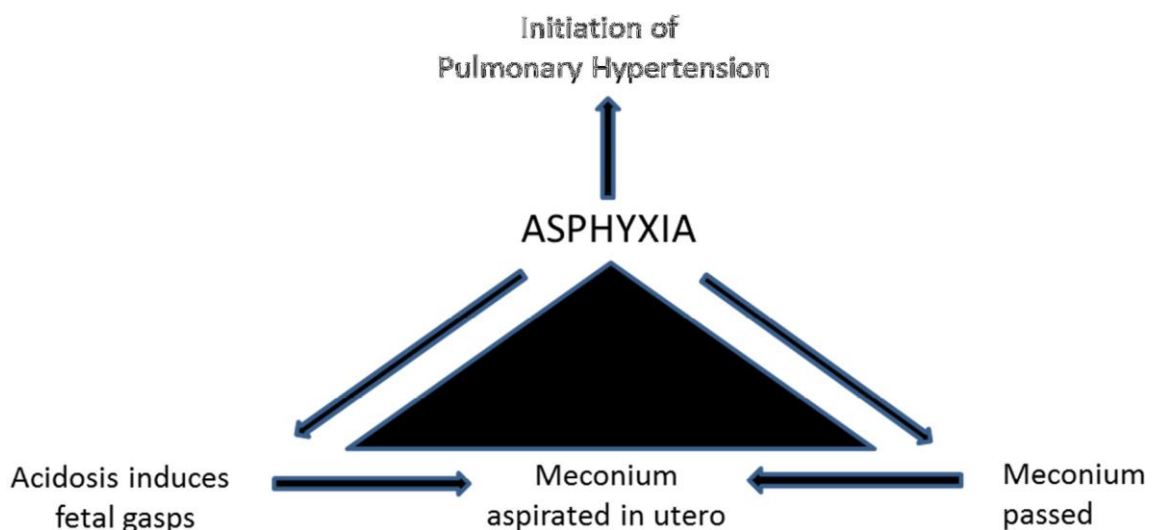 Initiation of
Pulmonary Hypertension
ASPHYXIA
Acidosis induces
fetal gasps
Meconium
aspirated in utero
Meconium
passed